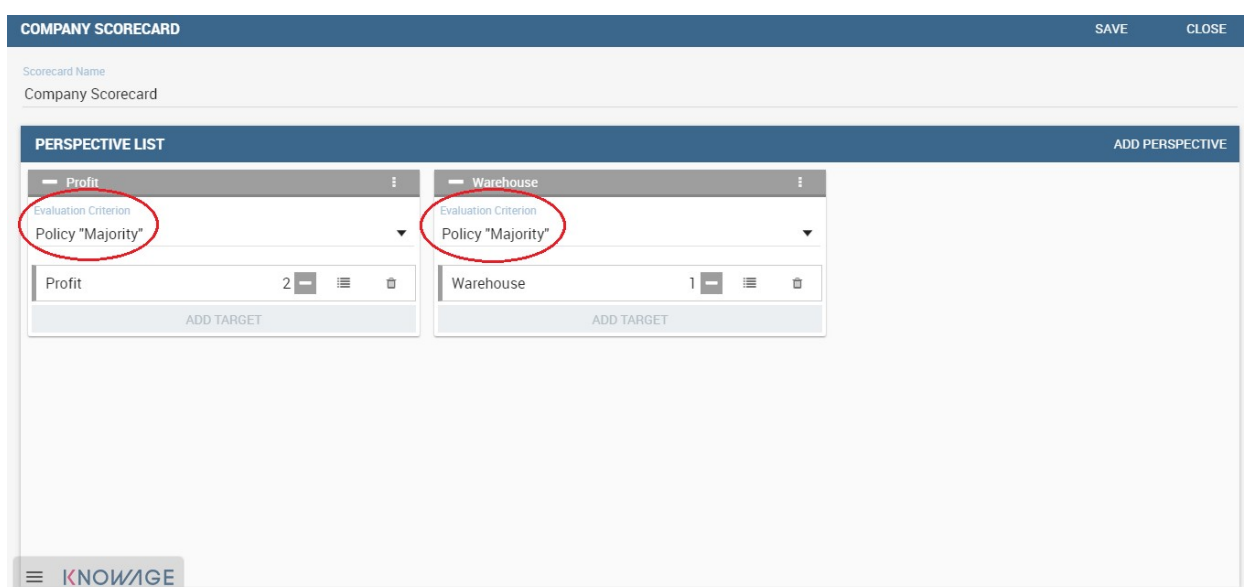 COMPANY SCORECARD SAVE CLOSE
Scorecard Name
Company Scorecard
PERSPECTIVE LIST ADD PERSPECTIVE
Profit Warehouse
Evaluation Criterion Evaluation Criterion
Policy "Majority" Policy "Majority"
Profit 2 Warehouse 1
ADD TARGET ADD TARGET
KNOWAGE